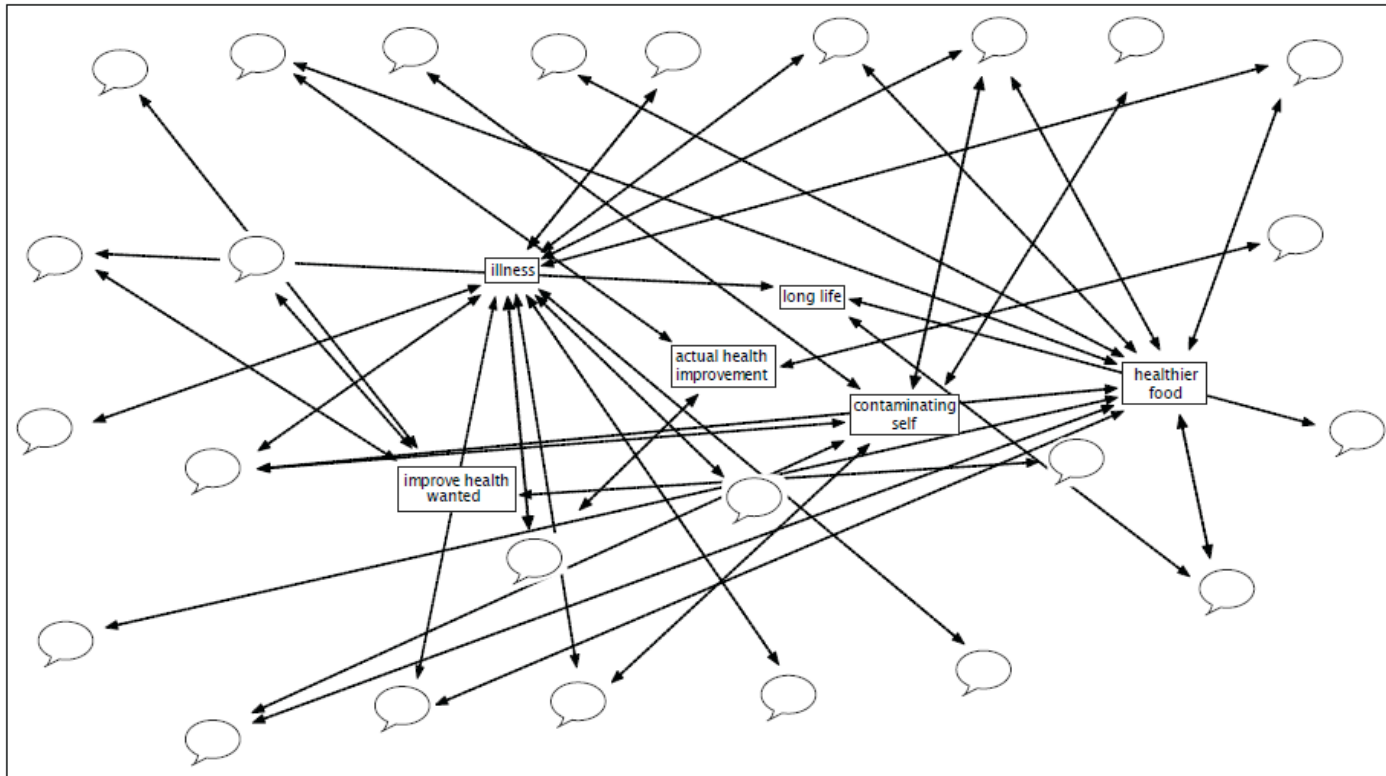 illness
long life
actual health
improvement
healthier
food
contaminating
self
improve health
wanted